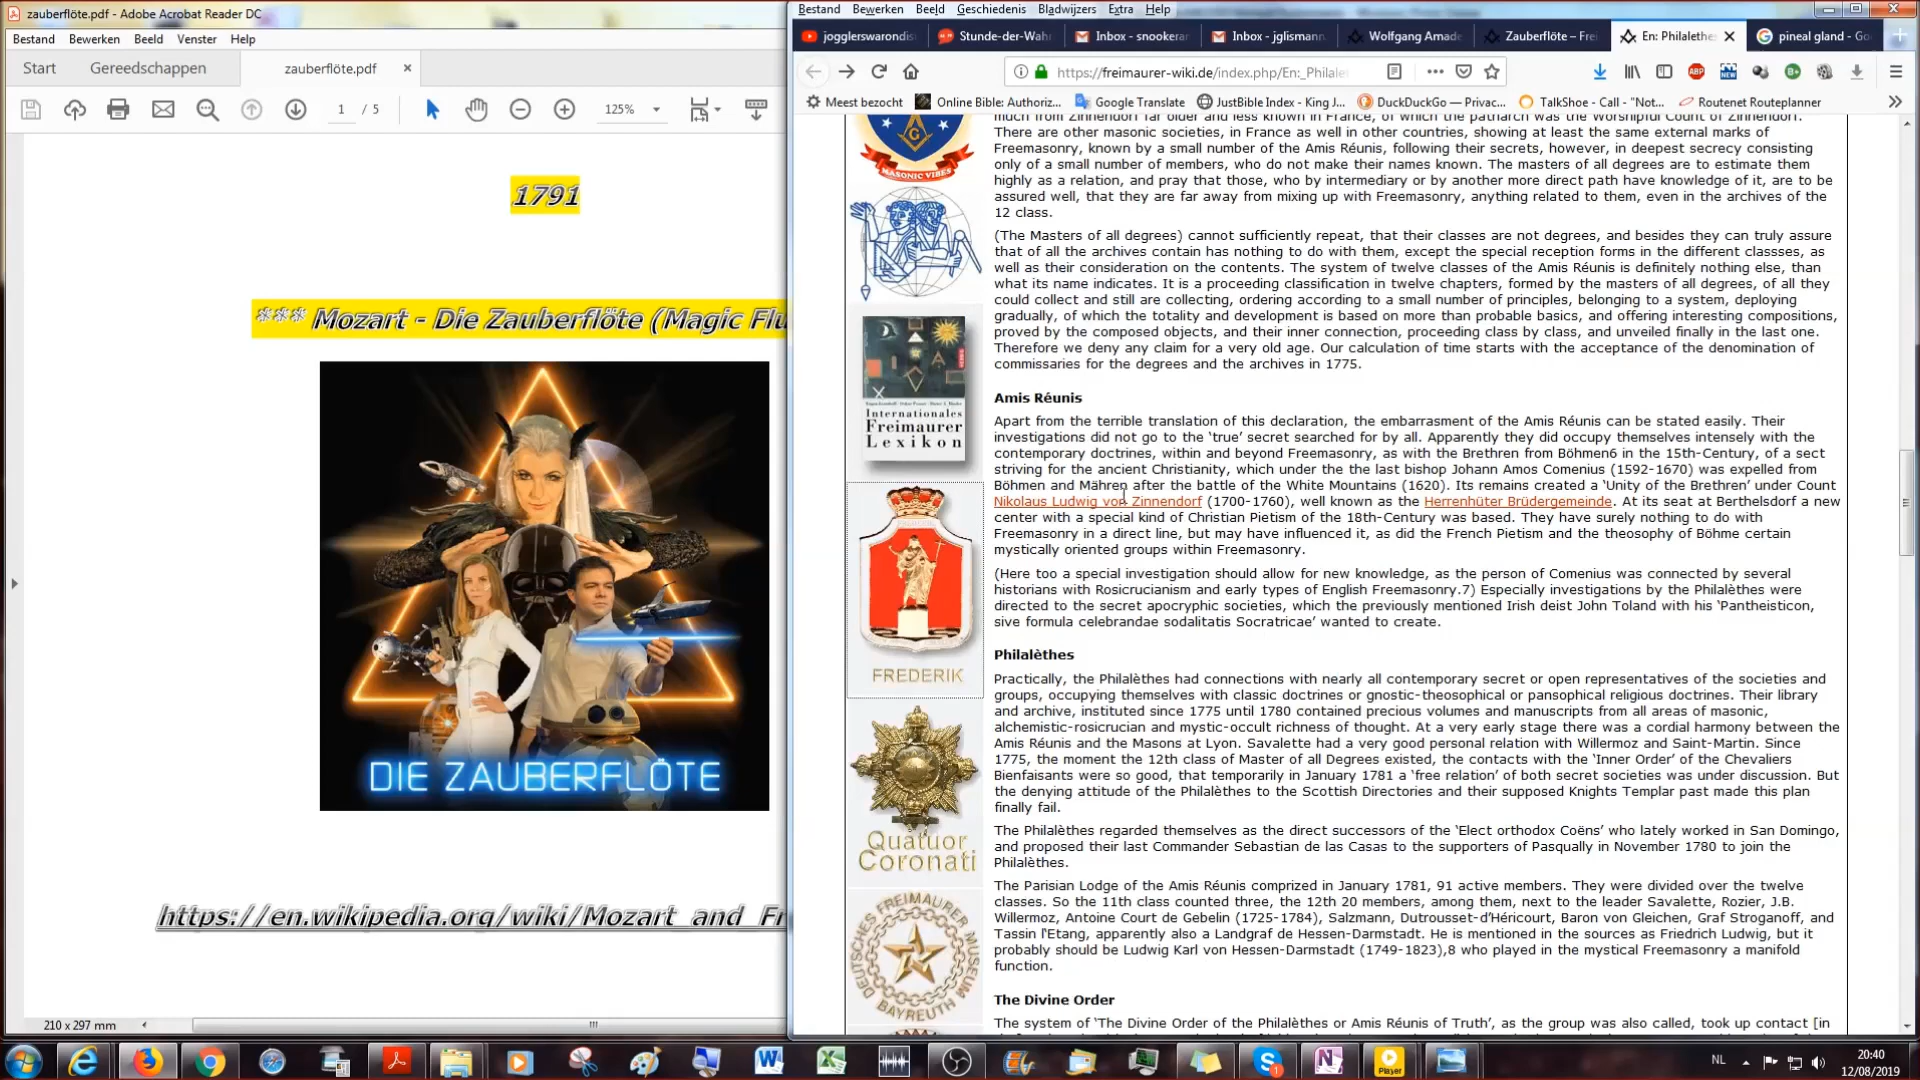 zauberflöte.pdf - Adobe Acrobat Reader DC
Bestand Bewerken Beeld Venster Help
Start Gereedschappen zauberflöte.pdf ×
1 / 5 125%
1791
*** Mozart - Die Zauberflöte (Magic Flu
DIE ZAUBERFLÖTE
https://en.wikipedia.org/wiki/Mozart_and_Fr
210 x 297 mm
Bestand Bewerken Beeld Geschiedenis Bladwijzers Extra Help
jogglerswarondis Stunde-der-Wah Inbox - snookerar Inbox - jglisman Wolfgang Amade Zauberflöte – Fre En: Philalethe pineal gland - Go
https://freimaurer-wiki.de/index.php/En:_Philale
Meest bezocht Online Bible: Authoriz... Google Translate JustBible Index - King J... DuckDuckGo — Privac... TalkShoe - Call - "Not... Routenet Routeplanner
MASONIC VIBES
Internationales
Freimaurer
Lexikon
FREDERIK
Quatuor
Coronati
DEUTSCHES FREIMAURER MUSEUM
BAYREUTH
much from Zinnendorf far older and less known in France, of which the patriarch was the Worshipful Count of Zinnendorf.
There are other masonic societies, in France as well in other countries, showing at least the same external marks of
Freemasonry, known by a small number of the Amis Réunis, following their secrets, however, in deepest secrecy consisting
only of a small number of members, who do not make their names known. The masters of all degrees are to estimate them
highly as a relation, and pray that those, who by intermediary or by another more direct path have knowledge of it, are to be
assured well, that they are far away from mixing up with Freemasonry, anything related to them, even in the archives of the
12 class.
(The Masters of all degrees) cannot sufficiently repeat, that their classes are not degrees, and besides they can truly assure
that of all the archives contain has nothing to do with them, except the special reception forms in the different classses, as
well as their consideration on the contents. The system of twelve classes of the Amis Réunis is definitely nothing else, than
what its name indicates. It is a proceeding classification in twelve chapters, formed by the masters of all degrees, of all they
could collect and still are collecting, ordering according to a small number of principles, belonging to a system, deploying
gradually, of which the totality and development is based on more than probable basics, and offering interesting compositions,
proved by the composed objects, and their inner connection, proceeding class by class, and unveiled finally in the last one.
Therefore we deny any claim for a very old age. Our calculation of time starts with the acceptance of the denomination of
commissaries for the degrees and the archives in 1775.
Amis Réunis
Apart from the terrible translation of this declaration, the embarrasment of the Amis Réunis can be stated easily. Their
investigations did not go to the ‘true’ secret searched for by all. Apparently they did occupy themselves intensely with the
contemporary doctrines, within and beyond Freemasonry, as with the Brethren from Böhmen6 in the 15th-Century, of a sect
striving for the ancient Christianity, which under the the last bishop Johann Amos Comenius (1592-1670) was expelled from
Böhmen and Mähren after the battle of the White Mountains (1620). Its remains created a ‘Unity of the Brethren’ under Count
Nikolaus Ludwig von Zinnendorf (1700-1760), well known as the Herrenhüter Brüdergemeinde. At its seat at Berthelsdorf a new
center with a special kind of Christian Pietism of the 18th-Century was based. They have surely nothing to do with
Freemasonry in a direct line, but may have influenced it, as did the French Pietism and the theosophy of Böhme certain
mystically oriented groups within Freemasonry.
(Here too a special investigation should allow for new knowledge, as the person of Comenius was connected by several
historians with Rosicrucianism and early types of English Freemasonry.7) Especially investigations by the Philalèthes were
directed to the secret apocryphic societies, which the previously mentioned Irish deist John Toland with his ‘Pantheisticon,
sive formula celebrandae sodalitatis Socratricae’ wanted to create.
Philalèthes
Practically, the Philalèthes had connections with nearly all contemporary secret or open representatives of the societies and
groups, occupying themselves with classic doctrines or gnostic-theosophical or pansophical religious doctrines. Their library
and archive, instituted since 1775 until 1780 contained precious volumes and manuscripts from all areas of masonic,
alchemistic-rosicrucian and mystic-occult richness of thought. At a very early stage there was a cordial harmony between the
Amis Réunis and the Masons at Lyon. Savalette had a very good personal relation with Willermoz and Saint-Martin. Since
1775, the moment the 12th class of Master of all Degrees existed, the contacts with the ‘Inner Order’ of the Chevaliers
Bienfaisants were so good, that temporarily in January 1781 a ‘free relation’ of both secret societies was under discussion. But
the denying attitude of the Philalèthes to the Scottish Directories and their supposed Knights Templar past made this plan
finally fail.
The Philalèthes regarded themselves as the direct successors of the ‘Elect orthodox Coëns’ who lately worked in San Domingo,
and proposed their last Commander Sebastian de las Casas to the supporters of Pasqually in November 1780 to join the
Philalèthes.
The Parisian Lodge of the Amis Réunis comprized in January 1781, 91 active members. They were divided over the twelve
classes. So the 11th class counted three, the 12th 20 members, among them, next to the leader Savalette, Rozier, J.B.
Willermoz, Antoine Court de Gebelin (1725-1784), Salzmann, Dutrousset-d’Héricourt, Baron von Gleichen, Graf Stroganoff, and
Tassin l‘Etang, apparently also a Landgraf de Hessen-Darmstadt. He is mentioned in the sources as Friedrich Ludwig, but it
probably should be Ludwig Karl von Hessen-Darmstadt (1749-1823),8 who played in the mystical Freemasonry a manifold
function.
The Divine Order
The system of ‘The Divine Order of the Philalèthes or Amis Réunis of Truth’, as the group was also called, took up contact [in
NL 20:40
12/08/2019